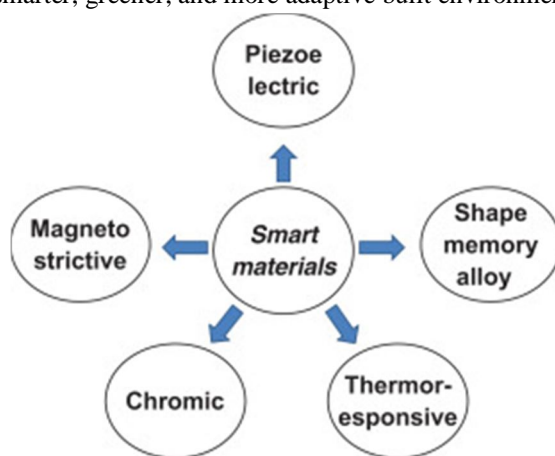 smarter, greener, and more adaptive built environmen
Piezoe
lectric
Magneto
strictive
Smart
materials
Shape
memory
alloy
Chromic
Thermor-
esponsive